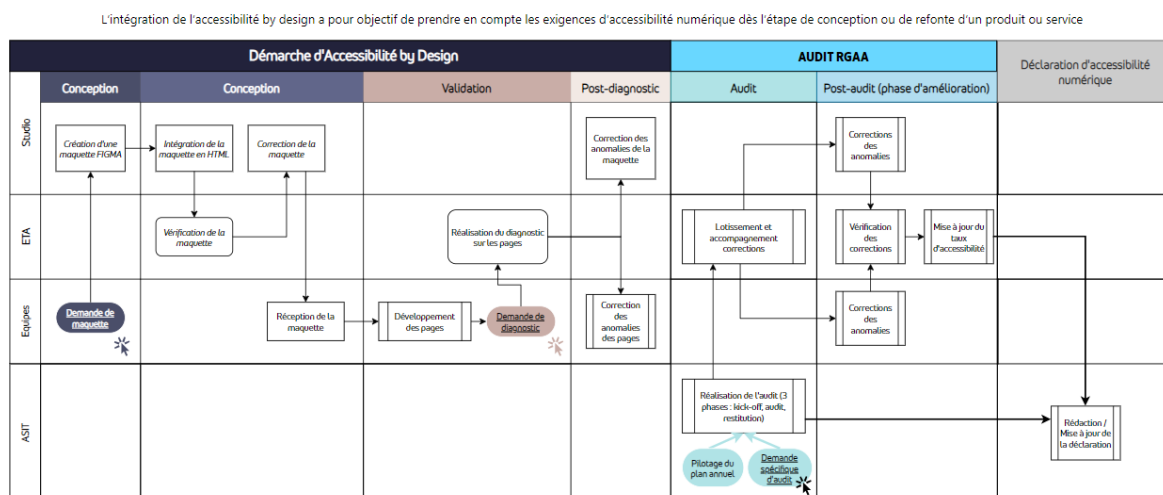 L'intégration de l'accessibilité by design a pour objectif de prendre en compte les exigences d'accessibilité numérique dès l'étape de conception ou de refonte d'un produit ou service
Démarche d'Accessibilité by Design
AUDIT RGAA
Déclaration d'accessibilité
numérique
Conception
Conception
Validation
Post-diagnostic
Audit
Post-audit (phase d'amélioration)
Studio
Création d'une
maquette FIGMA
Intégration de la
maquette en HTML
Correction de la
maquette
Correction des
anomalies de la
maquette
Corrections
des
anomalies
ETA
Vérification de la
maquette
Réalisation du diagnostic
sur les pages
Lotissement et
accompagnement
corrections
Vérification
des
corrections
Mise à jour du
taux
d'accessibilité
Equipes
Demande de
maquette
Réception de la
maquette
Développement
des pages
Demande de
diagnostic
Correction
des
anomalies
des pages
Corrections
des
anomalies
ASIT
Réalisation de l'audit (3
phases : kick-off, audit,
restitution)
Pilotage du
plan annuel
Demande
spécifique
d'audit
Rédaction /
Mise à jour de
la déclaration